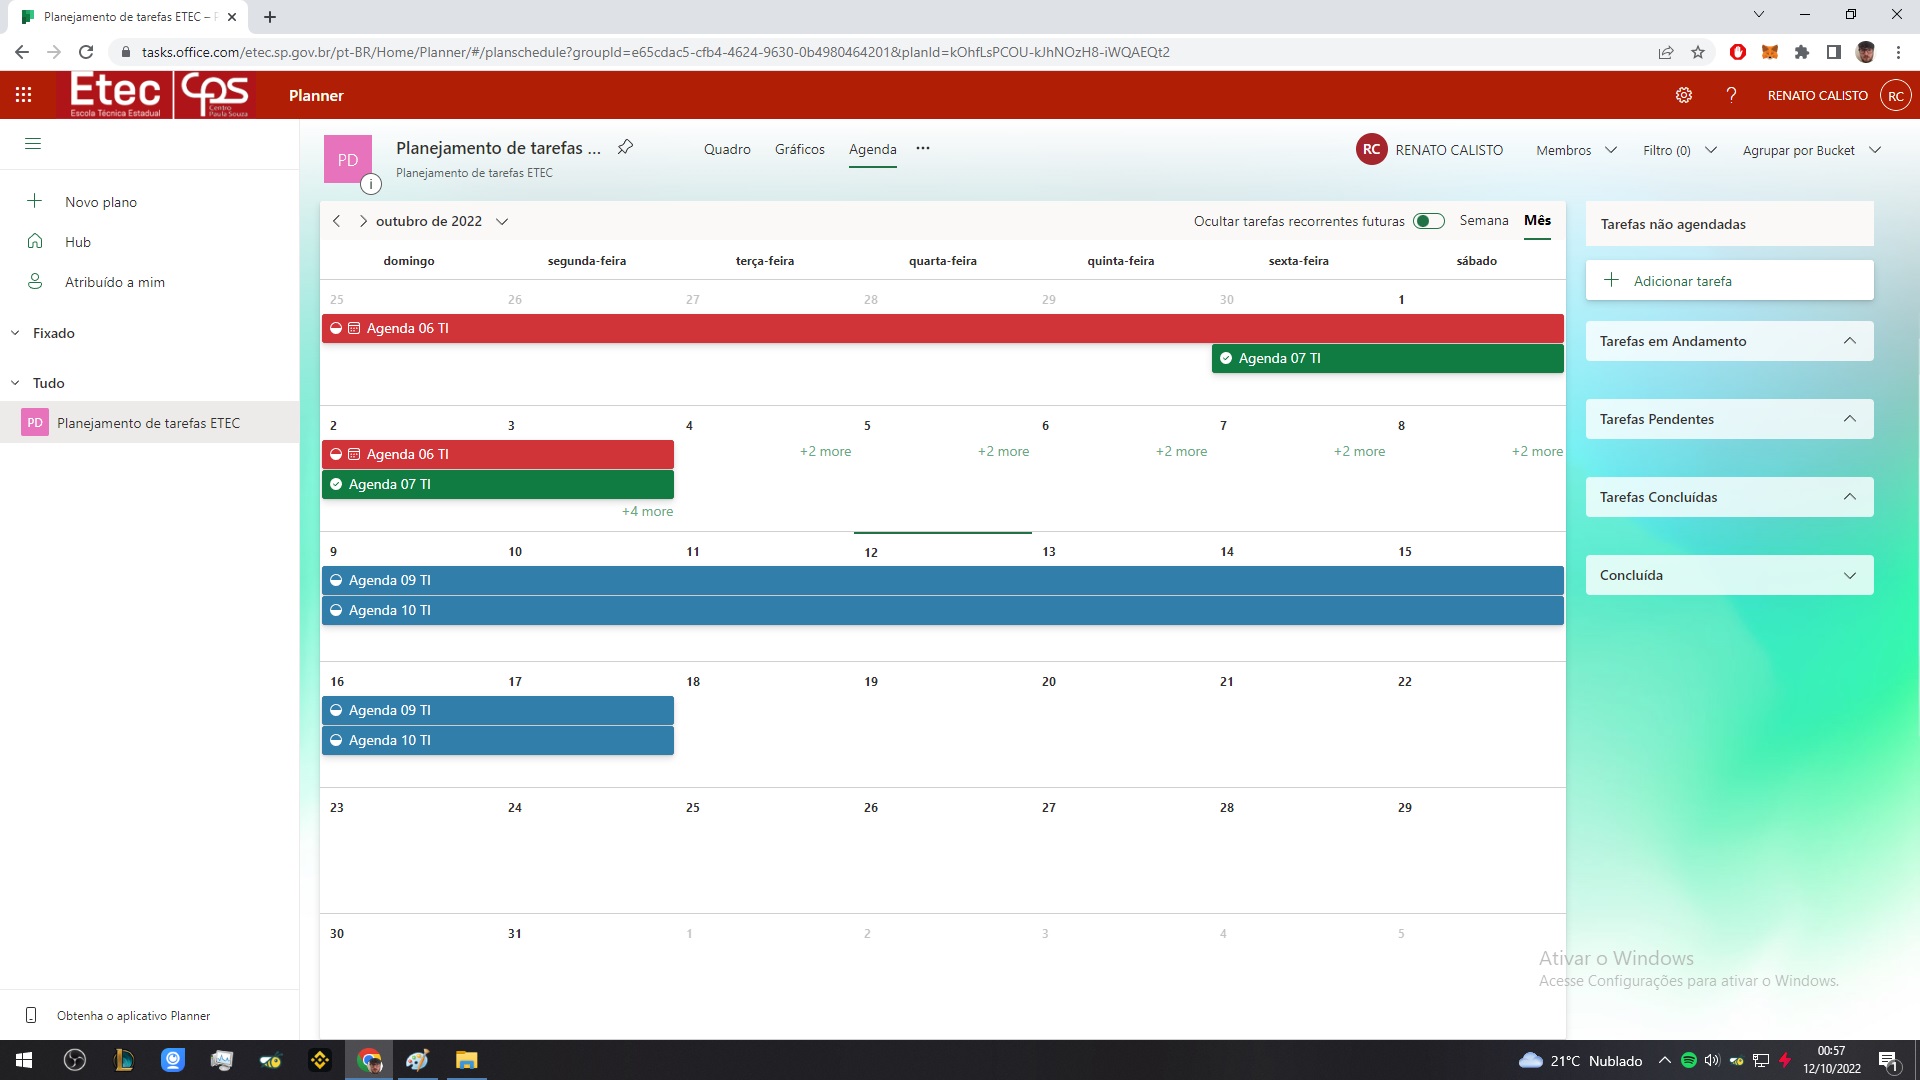 Planejamento de tarefas ETEC –
tasks.office.com/etec.sp.gov.br/pt-BR/Home/Planner/#/planschedule?groupId=e65cdac5-cfb4-4624-9630-0b4980464201&planId=kOhfLsPCOU-kJhNOzH8-iWQAEQt2
Etec
Escola Técnica Estadual
Cps
Centro
Paula Souza
Planner
?
RENATO CALISTO
RC
Novo plano
Hub
Atribuído a mim
Fixado
Tudo
PD
Planejamento de tarefas ETEC
Obtenha o aplicativo Planner
PD
i
Planejamento de tarefas ...
Planejamento de tarefas ETEC
Quadro
Gráficos
Agenda
RC
RENATO CALISTO
Membros
Filtro (0)
Agrupar por Bucket
outubro de 2022
Ocultar tarefas recorrentes futuras
Semana
Mês
domingo segunda-feira terça-feira quarta-feira quinta-feira sexta-feira sábado
25 26 27 28 29 30 1
Agenda 06 TI
Agenda 07 TI
2 3 4 5 6 7 8
+2 more +2 more +2 more +2 more +2 more
Agenda 06 TI
Agenda 07 TI
+4 more
9 10 11 12 13 14 15
Agenda 09 TI
Agenda 10 TI
16 17 18 19 20 21 22
Agenda 09 TI
Agenda 10 TI
23 24 25 26 27 28 29
30 31 1 2 3 4 5
Tarefas não agendadas
Adicionar tarefa
Tarefas em Andamento
Tarefas Pendentes
Tarefas Concluídas
Concluída
Ativar o Windows
Acesse Configurações para ativar o Windows.
21°C Nublado
00:57
12/10/2022
1